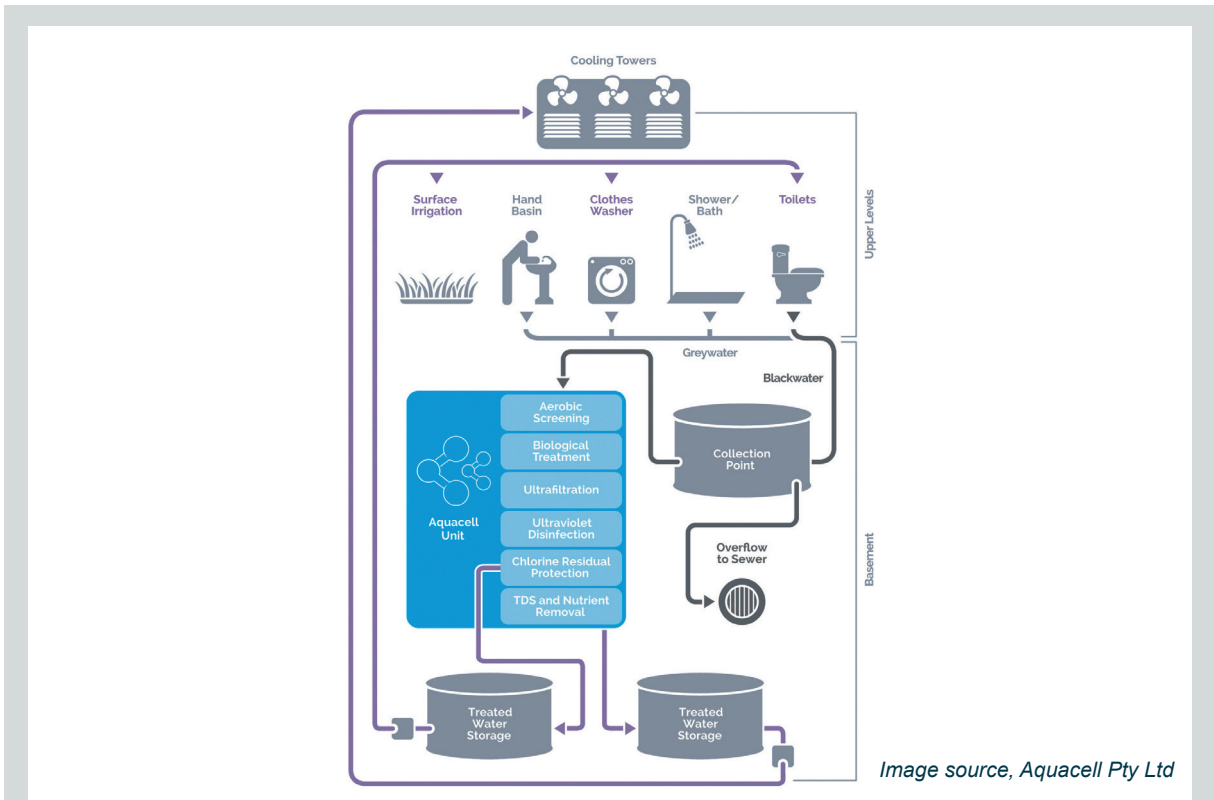 Cooling Towers
Surface
Irrigation
Hand
Basin
Clothes
Washer
Shower/
Bath
Toilets
Upper Levels
Greywater
Blackwater
Aerobic
Screening
Biological
Treatment
Ultrafiltration
Ultraviolet
Disinfection
Chlorine Residual
Protection
TDS and Nutrient
Removal
Aquacell
Unit
Collection
Point
Overflow
to Sewer
Basement
Treated
Water
Storage
Treated
Water
Storage
Image source, Aquacell Pty Ltd